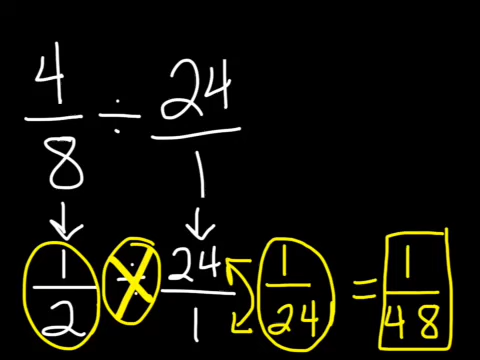 4/8 ÷ 24/1
↓ ↓
1/2 ÷ 24/1 1/24 = 1/48